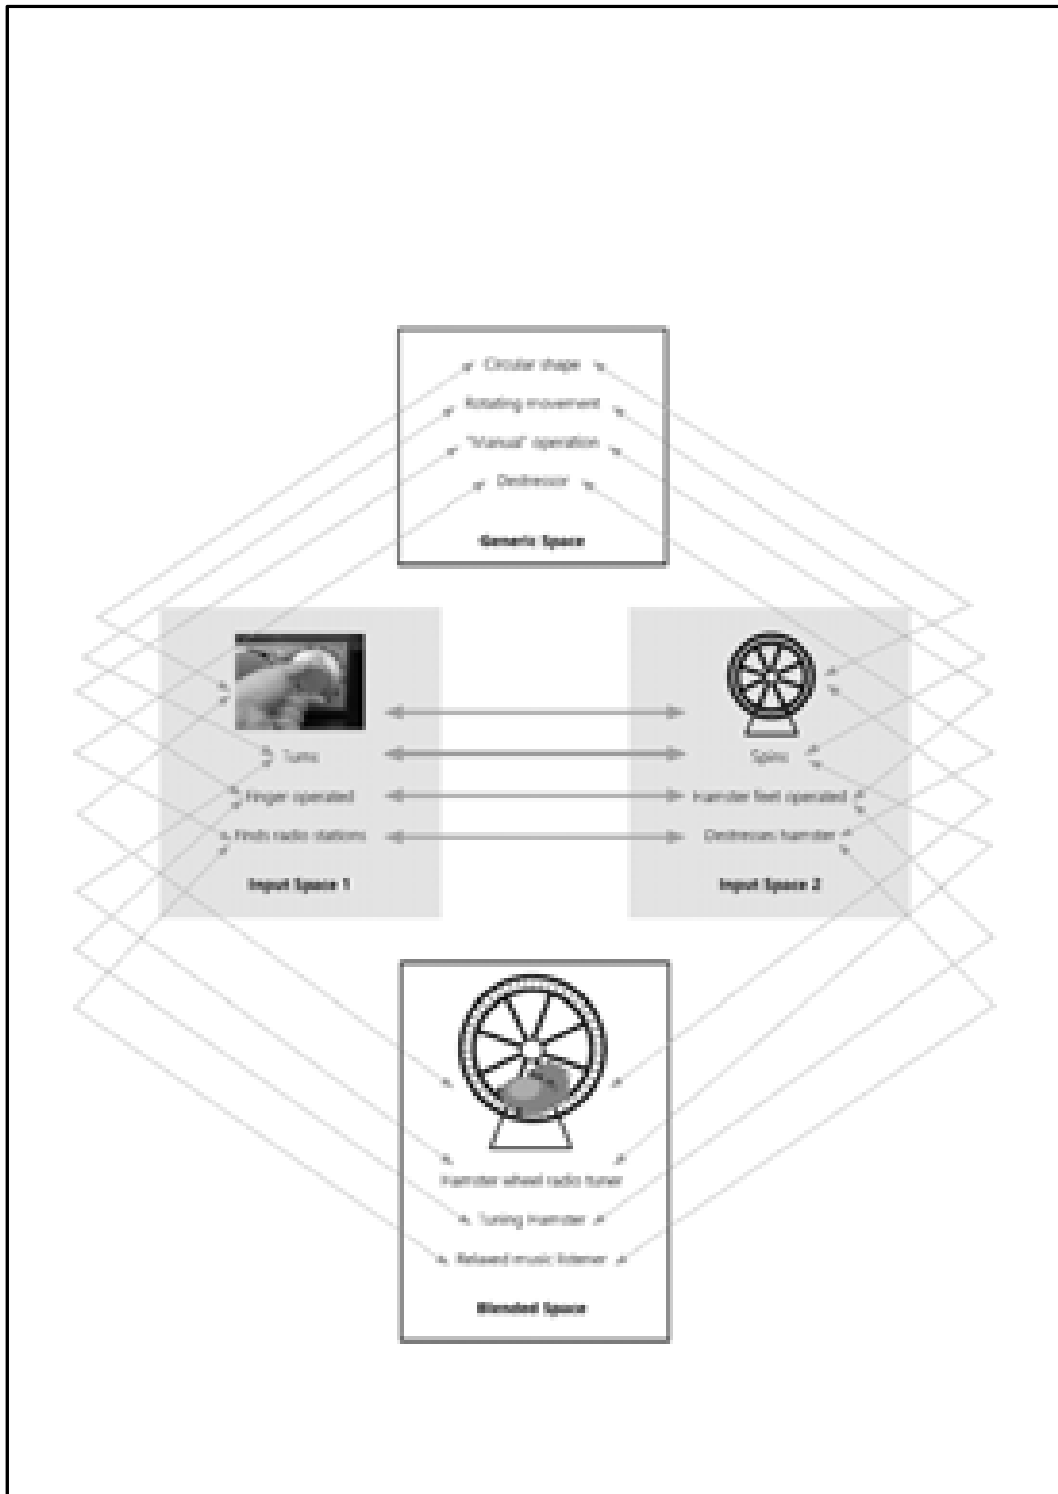 Circular shape
Rotating movement
"Manual" operation
Destressor
Generic Space
Turns
Finger operated
Finds radio stations
Input Space 1
Spins
Hamster feet operated
Destresses hamster
Input Space 2
Hamster wheel radio tuner
Tuning Hamster
Relaxed music listener
Blended Space